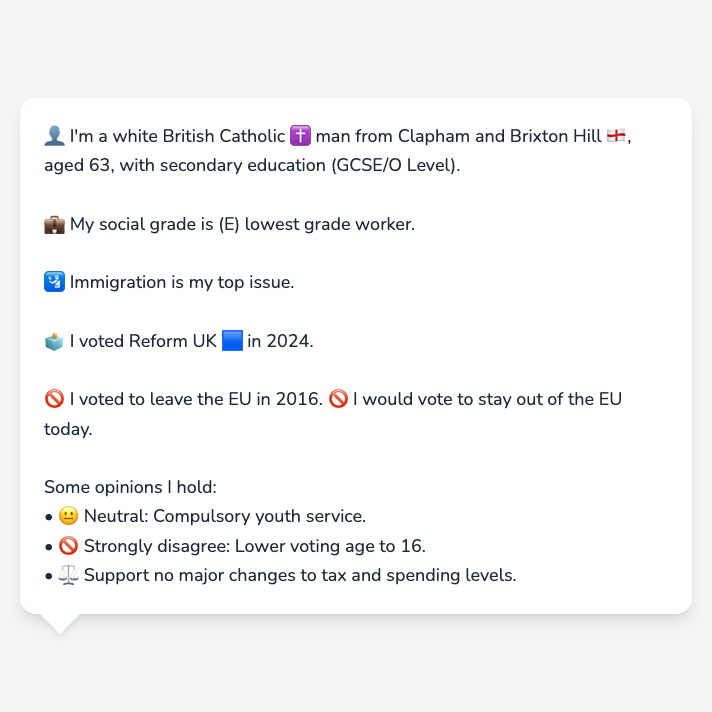 👤 I'm a white British Catholic ✝️ man from Clapham and Brixton Hill 🏴󠁧󠁢󠁥󠁮󠁧󠁿,
aged 63, with secondary education (GCSE/O Level).
💼 My social grade is (E) lowest grade worker.
🛂 Immigration is my top issue.
🗳️ I voted Reform UK 🟦 in 2024.
🚫 I voted to leave the EU in 2016. 🚫 I would vote to stay out of the EU
today.
Some opinions I hold:
• 😐 Neutral: Compulsory youth service.
• 🚫 Strongly disagree: Lower voting age to 16.
• ⚖️ Support no major changes to tax and spending levels.